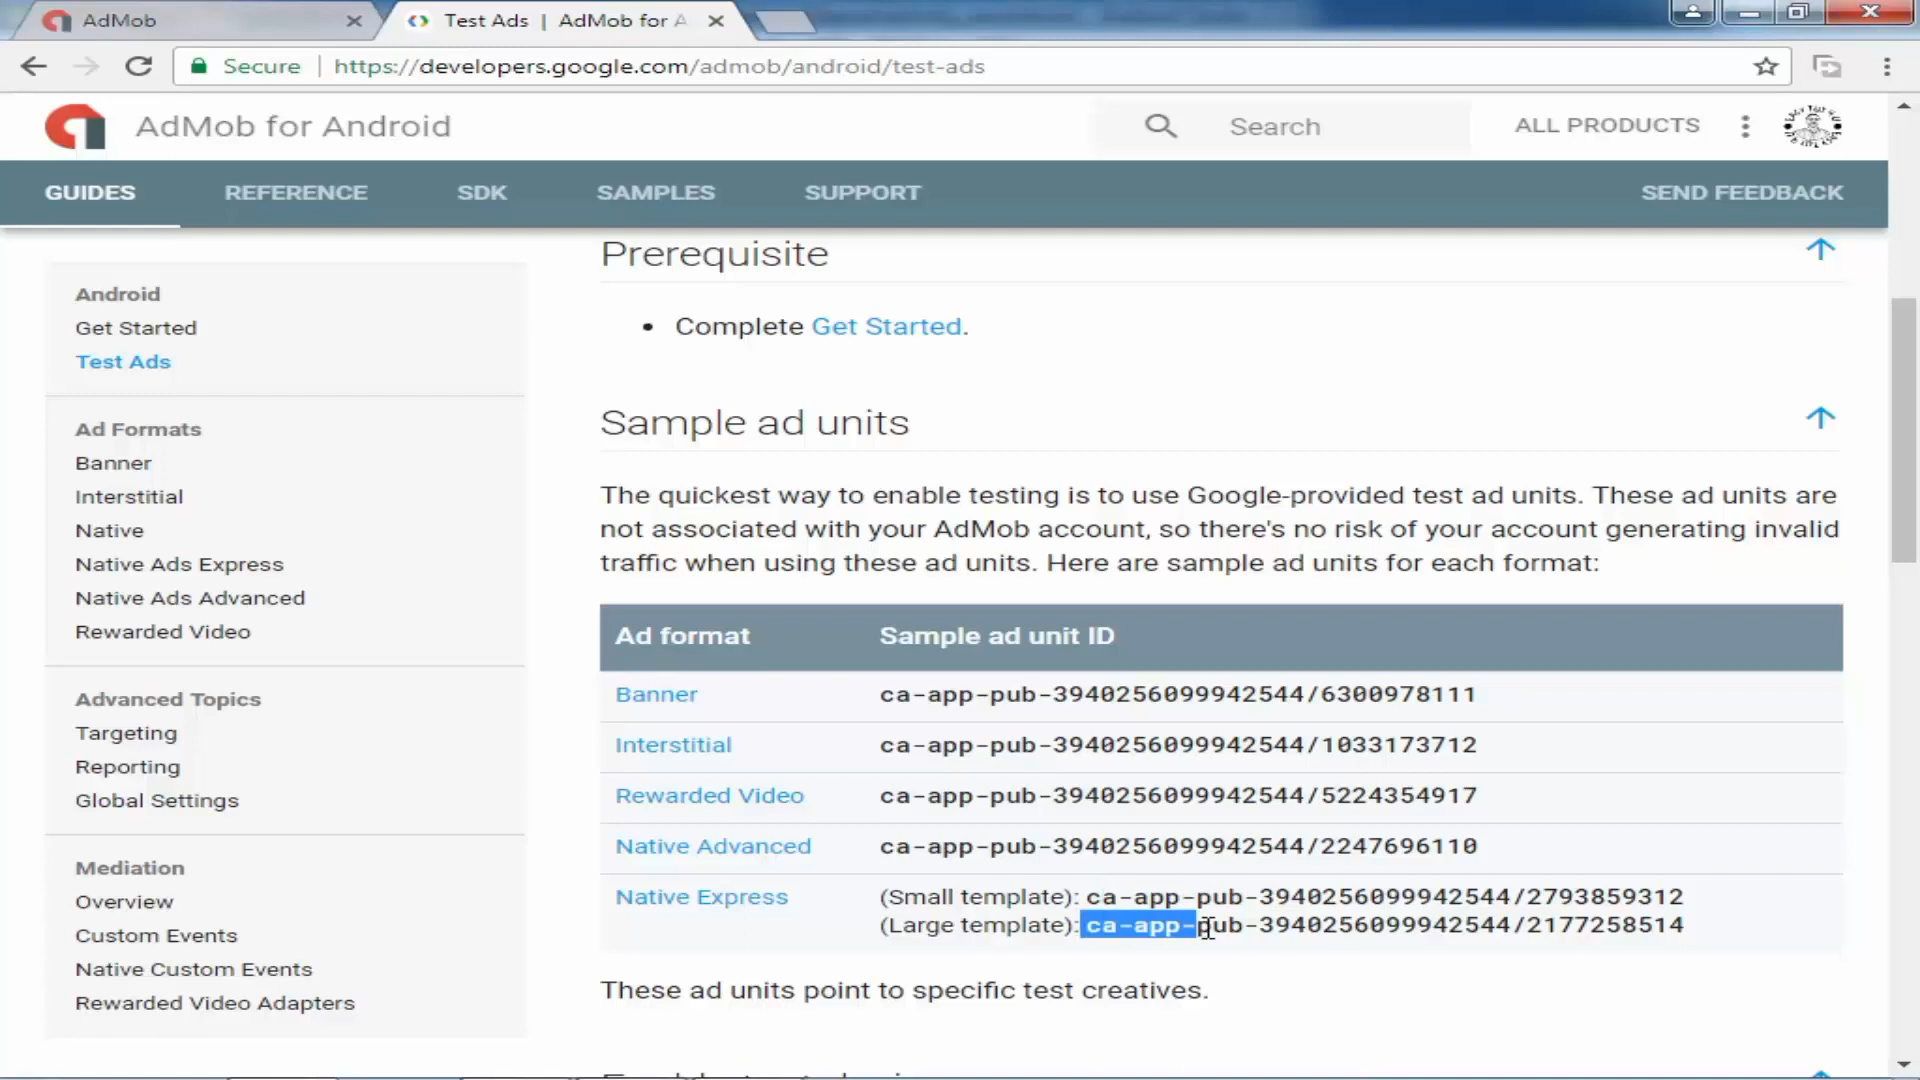 AdMob
Test Ads | AdMob for A
Secure
https://developers.google.com/admob/android/test-ads
AdMob for Android
Search
ALL PRODUCTS
GUIDES
REFERENCE
SDK
SAMPLES
SUPPORT
SEND FEEDBACK
Android
Get Started
Test Ads
Ad Formats
Banner
Interstitial
Native
Native Ads Express
Native Ads Advanced
Rewarded Video
Advanced Topics
Targeting
Reporting
Global Settings
Mediation
Overview
Custom Events
Native Custom Events
Rewarded Video Adapters
Prerequisite
• Complete Get Started.
Sample ad units
The quickest way to enable testing is to use Google-provided test ad units. These ad units are
not associated with your AdMob account, so there's no risk of your account generating invalid
traffic when using these ad units. Here are sample ad units for each format:
Ad format Sample ad unit ID
Banner ca-app-pub-3940256099942544/6300978111
Interstitial ca-app-pub-3940256099942544/1033173712
Rewarded Video ca-app-pub-3940256099942544/5224354917
Native Advanced ca-app-pub-3940256099942544/2247696110
Native Express (Small template): ca-app-pub-3940256099942544/2793859312
(Large template): ca-app-pub-3940256099942544/2177258514
These ad units point to specific test creatives.